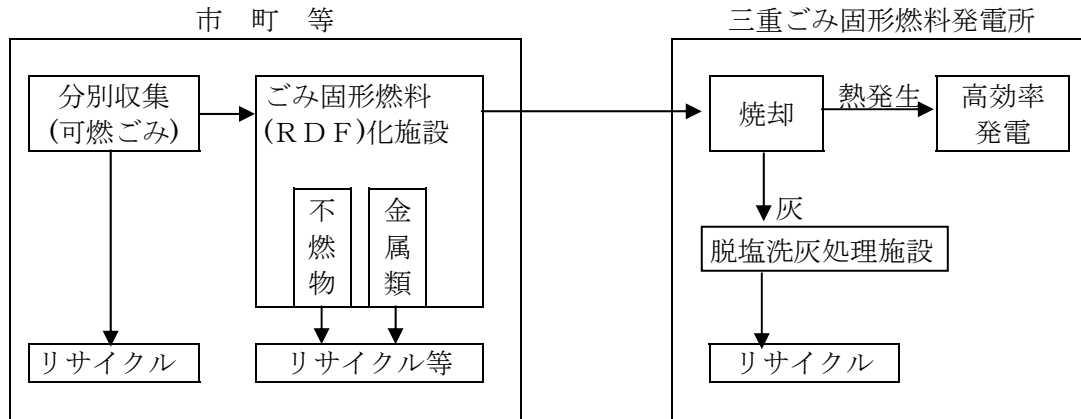 市　町　等
三重ごみ固形燃料発電所
分別収集
(可燃ごみ)
ごみ固形燃料
(ＲＤＦ)化施設
焼却
熱発生
高効率
発電
不燃物
金属類
灰
脱塩洗灰処理施設
リサイクル
リサイクル等
リサイクル